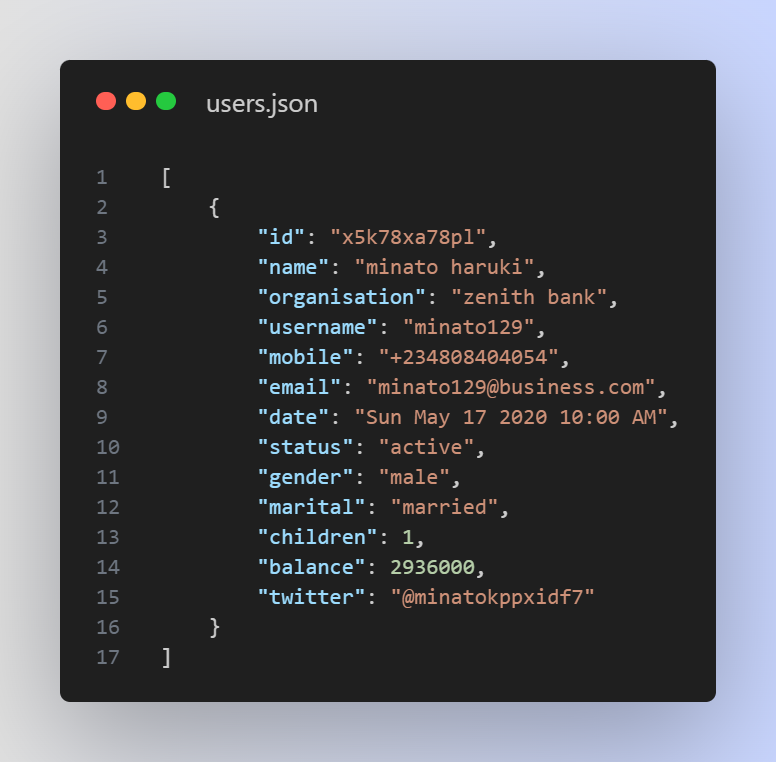 users.json
1 [
2 {
3 "id": "x5k78xa78pl",
4 "name": "minato haruki",
5 "organisation": "zenith bank",
6 "username": "minato129",
7 "mobile": "+234808404054",
8 "email": "minato129@business.com",
9 "date": "Sun May 17 2020 10:00 AM",
10 "status": "active",
11 "gender": "male",
12 "marital": "married",
13 "children": 1,
14 "balance": 2936000,
15 "twitter": "@minatokppxidf7"
16 }
17 ]